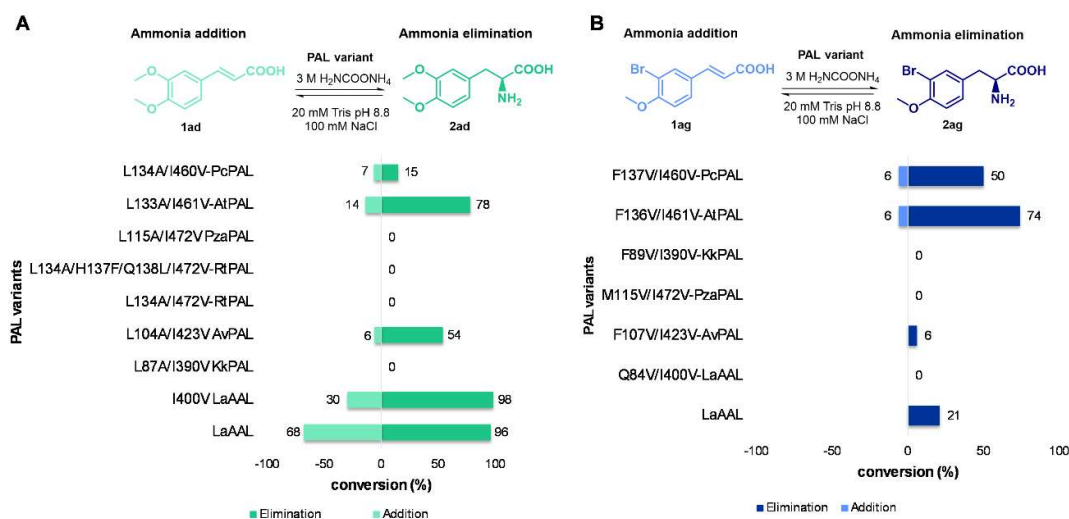 A
Ammonia addition
Ammonia elimination
PAL variant
3 M H₂NCOONH₄
20 mM Tris pH 8.8
100 mM NaCl
O
O
COOH
1ad
O
O
COOH
NH₂
2ad
PAL variants
L134A/I460V-PcPAL
7
15
L133A/I461V-AtPAL
14
78
L115A/I472V PzaPAL
0
L134A/H137F/Q138L/I472V-RtPAL
0
L134A/I472V-RtPAL
0
L104A/I423V AvPAL
6
54
L87A/I390V KkPAL
0
I400V LaAAL
30
98
LaAAL
68
96
-100 -50 0 50 100
conversion (%)
Elimination Addition
B
Ammonia addition
Ammonia elimination
PAL variant
3 M H₂NCOONH₄
20 mM Tris pH 8.8
100 mM NaCl
Br
O
COOH
1ag
Br
O
COOH
NH₂
2ag
PAL variants
F137V/I460V-PcPAL
6
50
F136V/I461V-AtPAL
6
74
F89V/I390V-KkPAL
0
M115V/I472V-PzaPAL
0
F107V/I423V-AvPAL
6
Q84V/I400V-LaAAL
0
LaAAL
21
-100 -50 0 50 100
conversion (%)
Elimination Addition